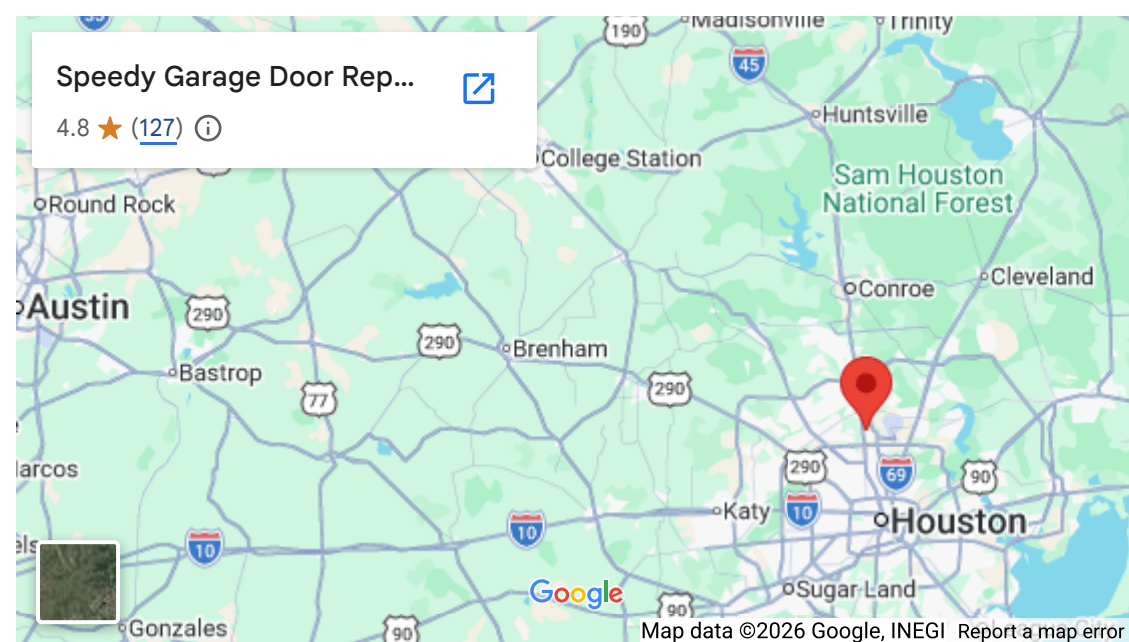 Speedy Garage Door Rep...
4.8 ★ (127)
Madisonville
Trinity
190
45
Huntsville
College Station
Sam Houston
National Forest
Round Rock
Cleveland
Conroe
Austin
290
290
Brenham
Bastrop
290
77
arcos
290
69
90
Katy
10
Houston
10
10
els
Sugar Land
Google
90
90
Gonzales
Map data ©2026 Google, INEGI Report a map error